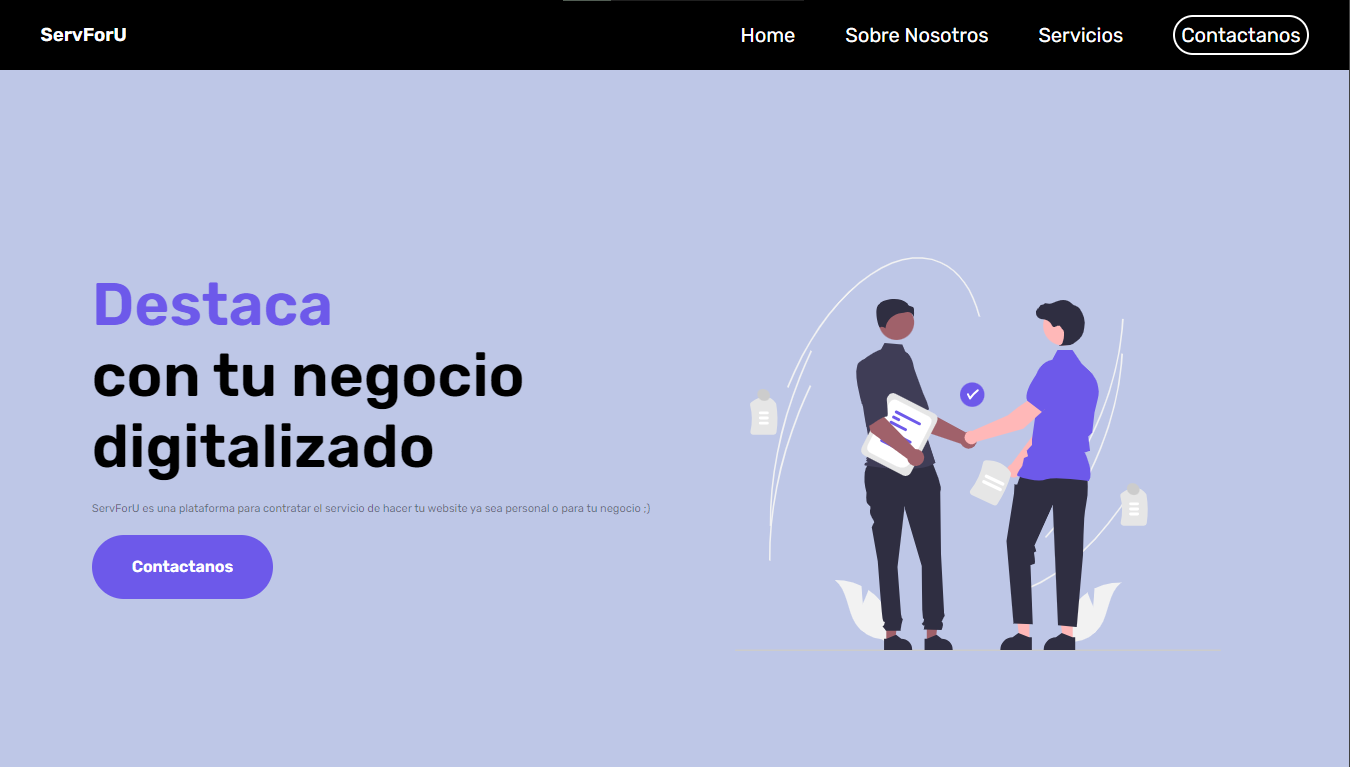 ServForU
Home
Sobre Nosotros
Servicios
Contactanos
Destaca
con tu negocio
digitalizado
ServForU es una plataforma para contratar el servicio de hacer tu website ya sea personal o para tu negocio ;)
Contactanos